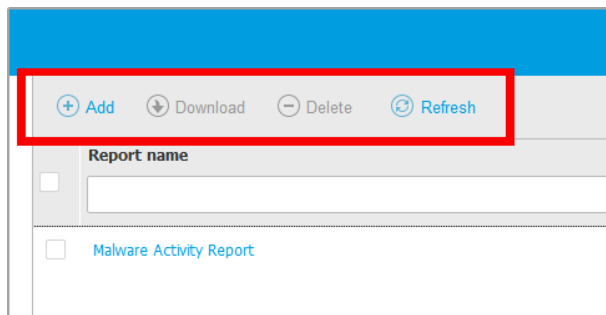 Add Download Delete Refresh
Report name
Malware Activity Report